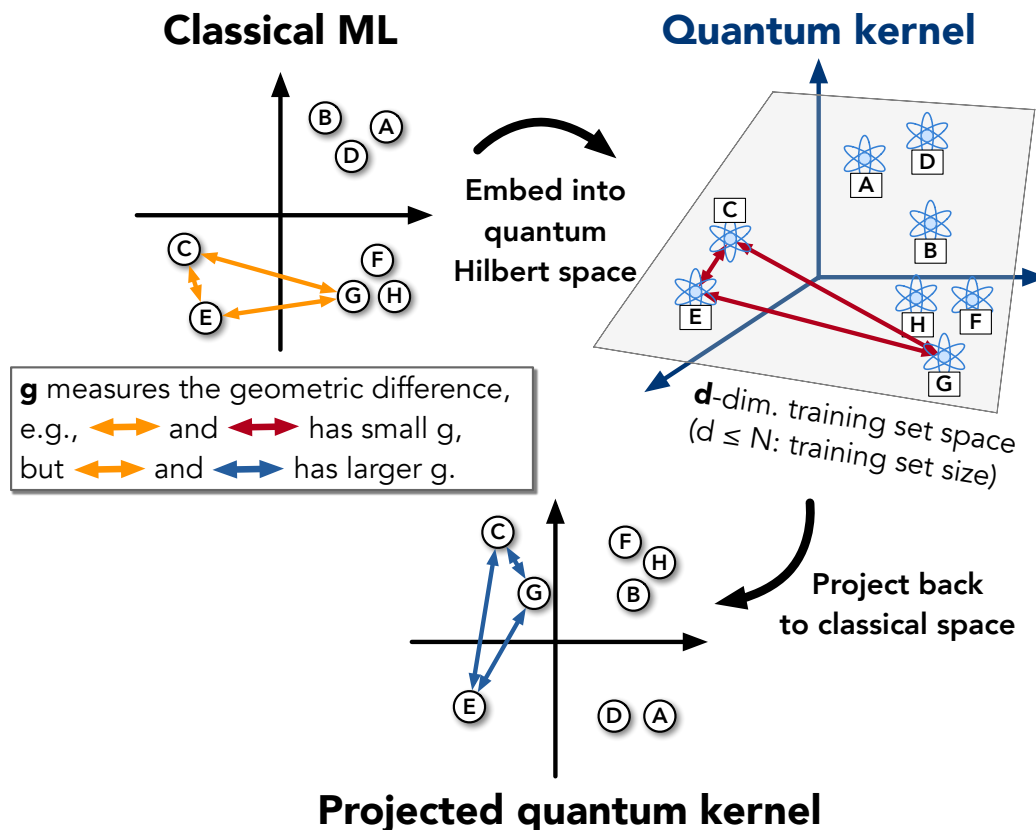 Classical ML
B
A
D
C
F
G
H
E
Embed into
quantum
Hilbert space
Quantum kernel
D
A
C
B
E
H
F
G
d-dim. training set space
(d ≤ N: training set size)
g measures the geometric difference,
e.g., and has small g,
but and has larger g.
Project back
to classical space
C
F
H
G
B
E
D
A
Projected quantum kernel